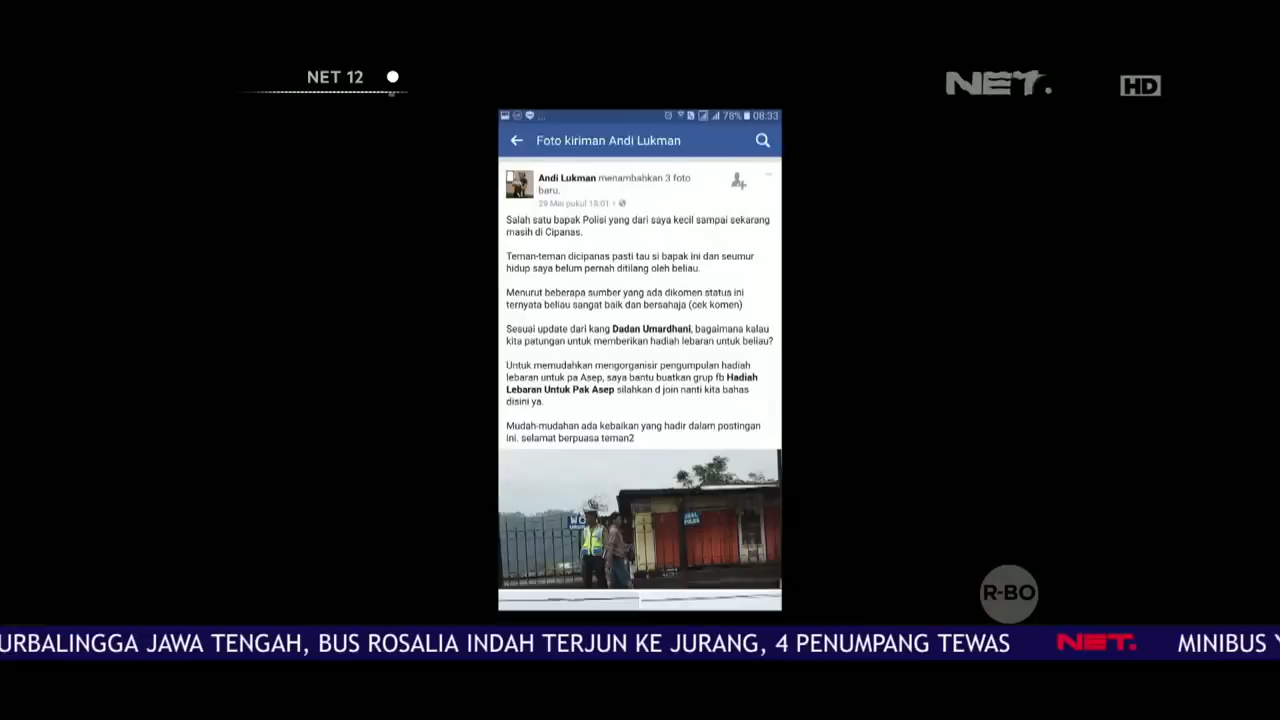 NET 12
NET.
HD
78% 08:33
Foto kiriman Andi Lukman
Andi Lukman menambahkan 3 foto
baru.
29 Mei pukul 18:01
Salah satu bapak Polisi yang dari saya kecil sampai sekarang
masih di Cipanas.
Teman-teman dicipanas pasti tau si bapak ini dan seumur
hidup saya belum pernah ditilang oleh beliau.
Menurut beberapa sumber yang ada dikomen status ini
ternyata beliau sangat baik dan bersahaja (cek komen)
Sesuai update dari kang Dadan Umardhani, bagaimana kalau
kita patungan untuk memberikan hadiah lebaran untuk beliau?
Untuk memudahkan mengorganisir pengumpulan hadiah
lebaran untuk pa Asep, saya bantu buatkan grup fb Hadiah
Lebaran Untuk Pak Asep silahkan d join nanti kita bahas
disini ya.
Mudah-mudahan ada kebaikan yang hadir dalam postingan
ini. selamat berpuasa teman2
R-BO
URBALINGGA JAWA TENGAH, BUS ROSALIA INDAH TERJUN KE JURANG, 4 PENUMPANG TEWAS NET. MINIBUS